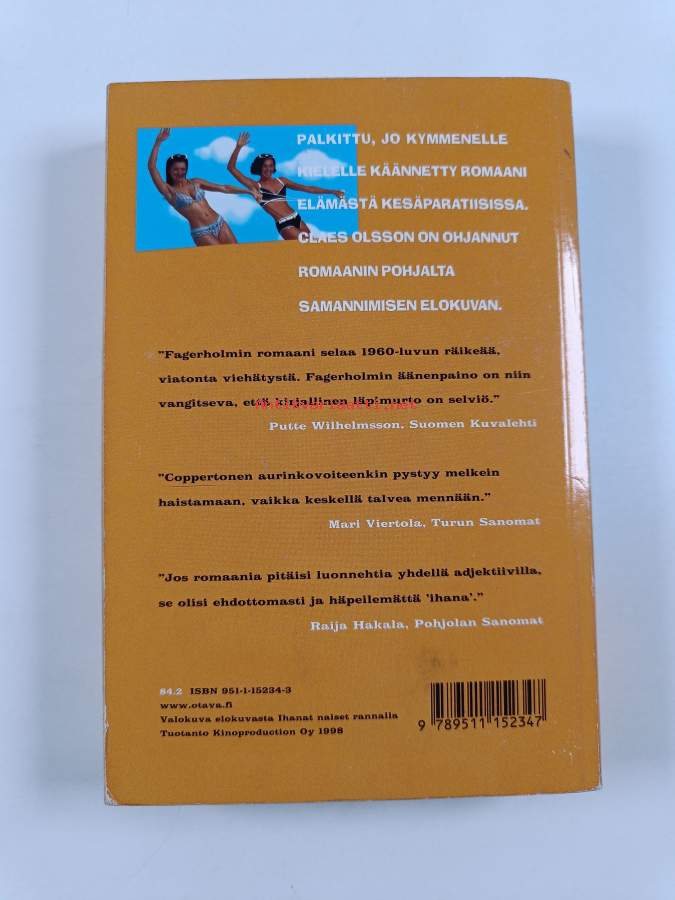 PALKITTU, JO KYMMENELLE
KIELELLE KÄÄNNETTY ROMAANI
ELÄMÄSTÄ KESÄPARATIISISSA.
CLAES OLSSON ON OHJANNUT
ROMAANIN POHJALTA
SAMANNIMISEN ELOKUVAN.
"Fagerholmin romaani selaa 1960-luvun räikeää,
viatonta viehätystä. Fagerholmin äänenpaino on niin
vangitseva, että kirjallinen läpimurto on selviö."
Antikvariaatti.net
Putte Wilhelmsson, Suomen Kuvalehti
"Coppertonen aurinkovoiteenkin pystyy melkein
haistamaan, vaikka keskellä talvea mennään."
Mari Viertola, Turun Sanomat
"Jos romaania pitäisi luonnehtia yhdellä adjektiivilla,
se olisi ehdottomasti ja häpeilemättä 'ihana'."
Raija Hakala, Pohjolan Sanomat
84.2 ISBN 951-1-15234-3
www.otava.fi
Valokuva elokuvasta Ihanat naiset rannalla
Tuotanto Kinoproduction Oy 1998
9 789511 152347